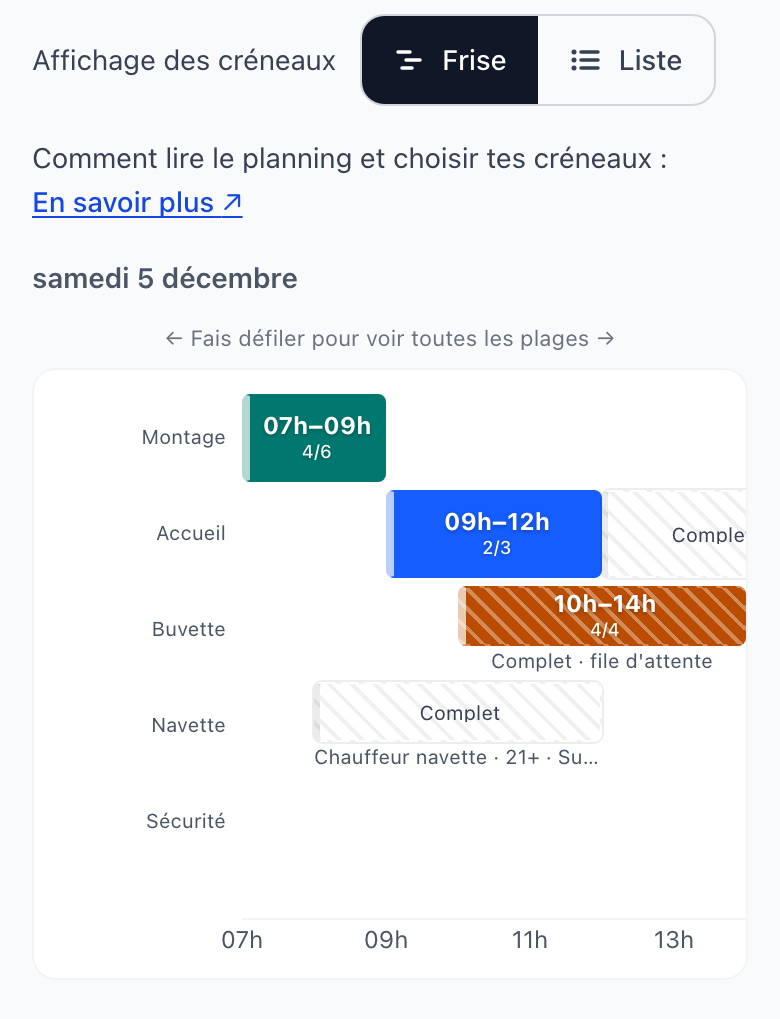 Affichage des créneaux
Frise
Liste
Comment lire le planning et choisir tes créneaux :
En savoir plus ↗
samedi 5 décembre
← Fais défiler pour voir toutes les plages →
Montage
07h–09h
4/6
Accueil
09h–12h
2/3
Comple
Buvette
10h–14h
4/4
Complet · file d'attente
Navette
Complet
Chauffeur navette · 21+ · Su...
Sécurité
07h
09h
11h
13h